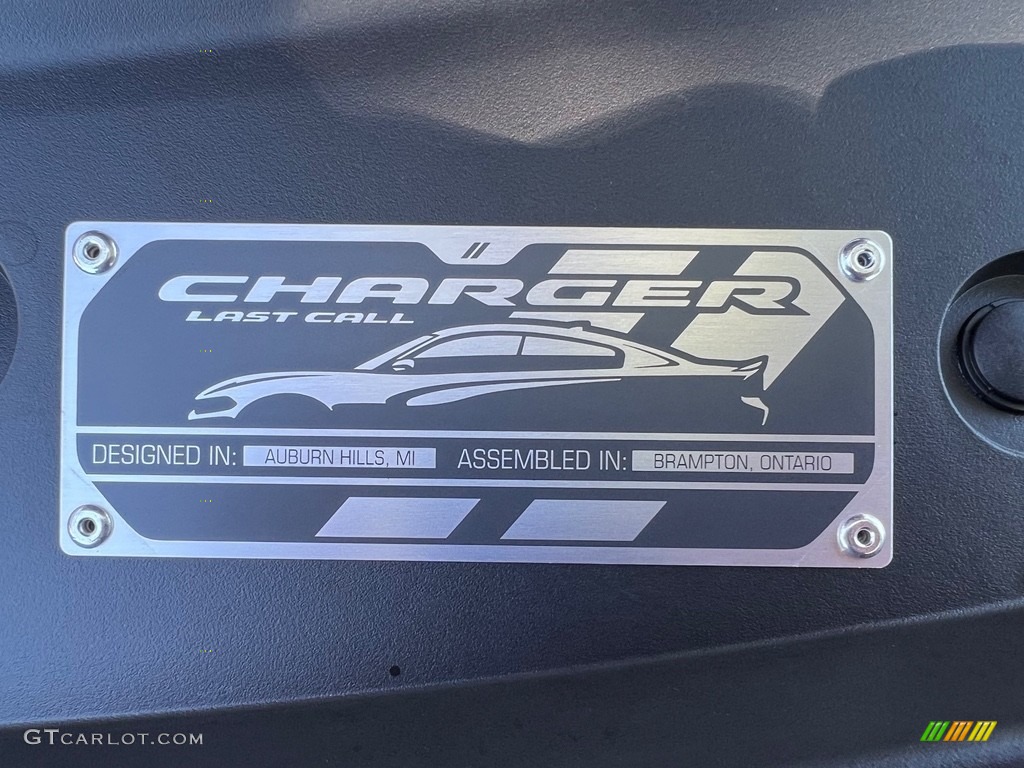 CHARGER
LAST CALL
DESIGNED IN: AUBURN HILLS, MI ASSEMBLED IN: BRAMPTON, ONTARIO
GTCARLOT.COM